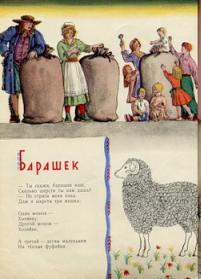 БАРАШЕК
— Ты скажи, барашек наш,
Сколько шерсти ты нам дашь?
— Не стриги меня пока.
Дам я шерсти три мешка:
Один мешок —
Хозяину,
Другой мешок —
Хозяйке,
А третий — детям маленьким
На тёплые фуфайки.